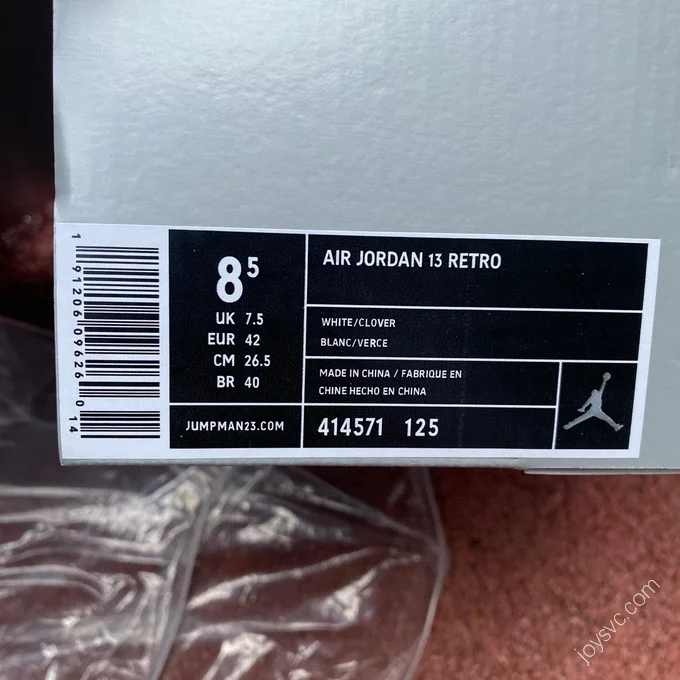 1 91206 09626 0 14
8 5
UK 7.5
EUR 42
CM 26.5
BR 40
JUMPMAN23.COM
AIR JORDAN 13 RETRO
WHITE/CLOVER
BLANC/VERCE
MADE IN CHINA / FABRIQUE EN
CHINE HECHO EN CHINA
414571 125
joysvc.com